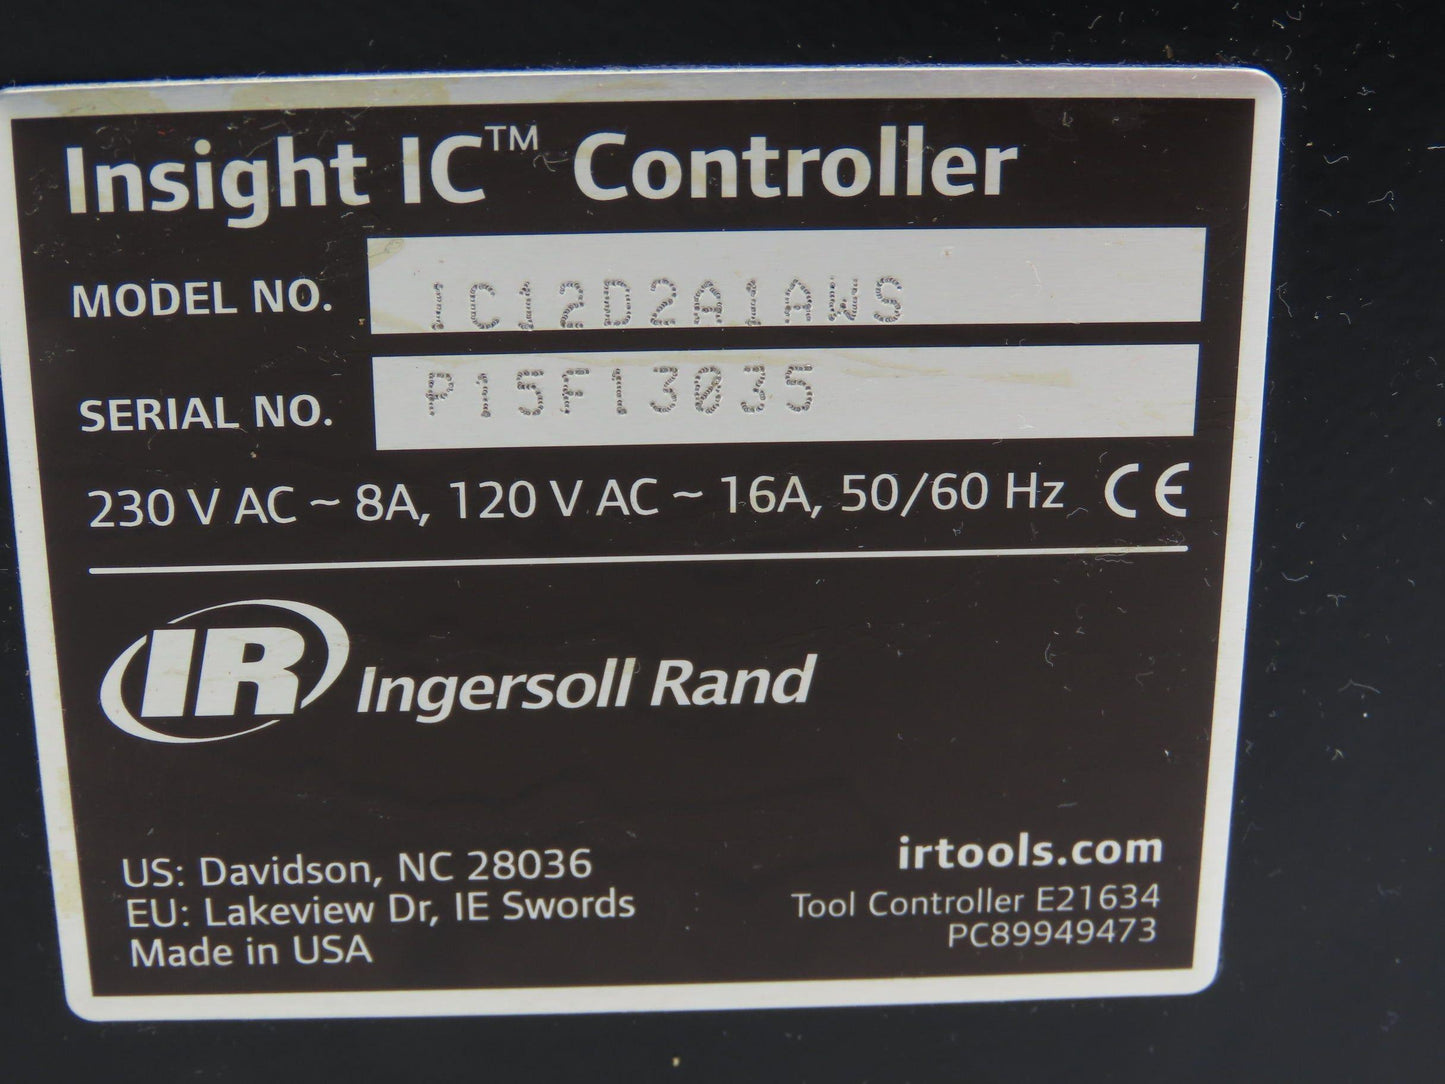 Insight IC™ Controller
MODEL NO. IC12D2A1AWS
SERIAL NO. P15F13035
230 V AC ~ 8A, 120 V AC ~ 16A, 50/60 Hz CE
IR Ingersoll Rand
US: Davidson, NC 28036
EU: Lakeview Dr, IE Swords
Made in USA
irtools.com
Tool Controller E21634
PC89949473